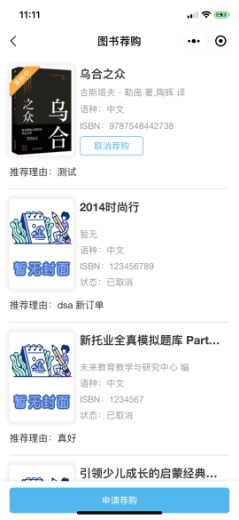 11:11
图书荐购
乌合之众
古斯塔夫·勒庞 著,陶辉 译
语种：中文
ISBN：9787548442738
取消荐购
推荐理由：测试
2014时尚行
暂无
语种：中文
ISBN：123456789
状态：已取消
暂无封面
推荐理由：dsa 新订单
新托业全真模拟题库 Part…
未来教育教学与研究中心 编
语种：中文
ISBN：1234567
状态：已取消
暂无封面
推荐理由：真好
引领少儿成长的启蒙经典…
申请荐购